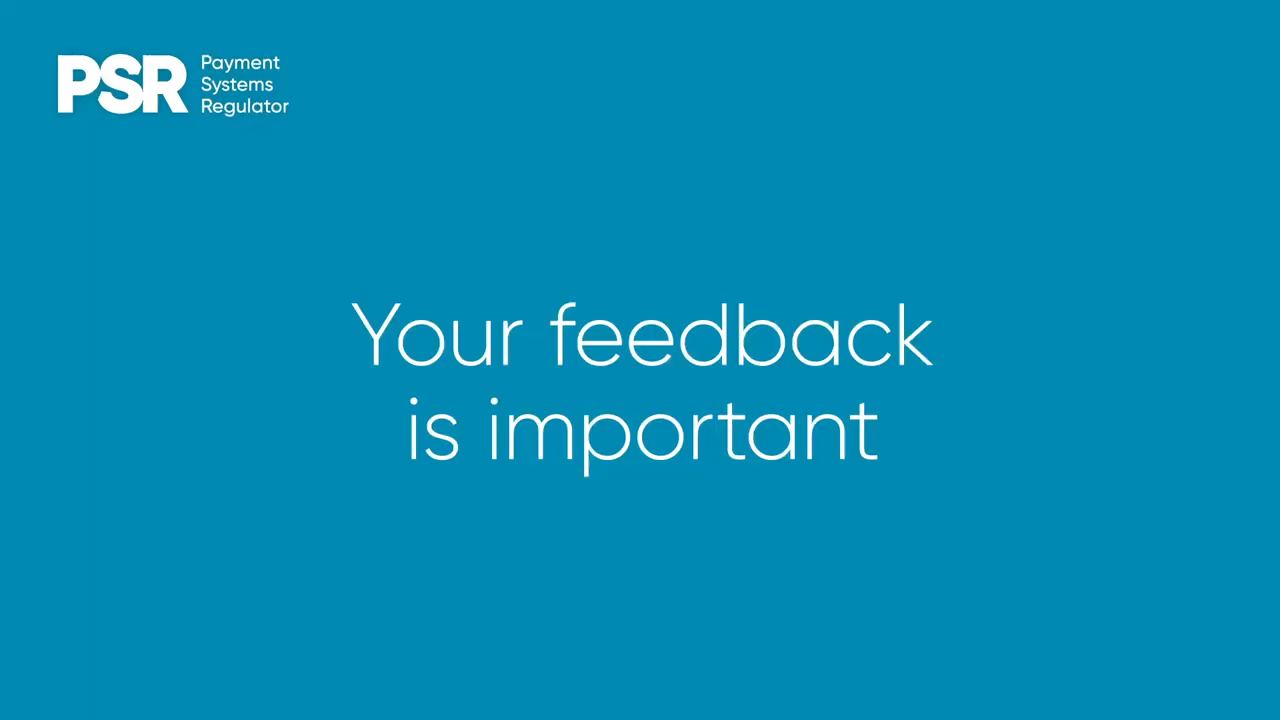 PSR
Payment
Systems
Regulator
Your feedback
is important